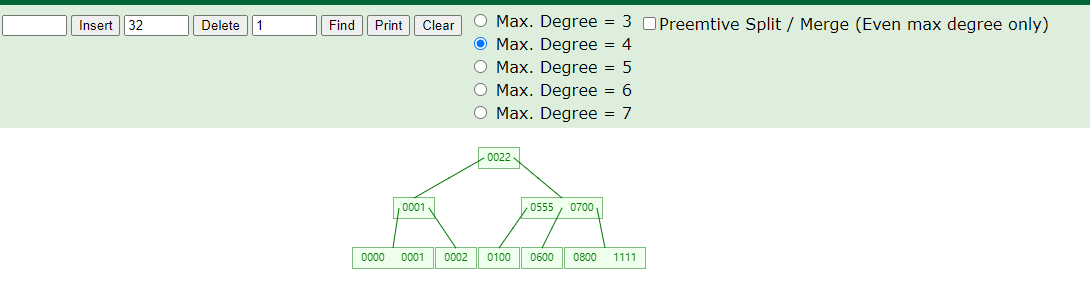 Insert 32 Delete 1 Find Print Clear Max. Degree = 3 Preemtive Split / Merge (Even max degree only)
Max. Degree = 4
Max. Degree = 5
Max. Degree = 6
Max. Degree = 7
0022
0001 0555 0700
0000 0001 0002 0100 0600 0800 1111